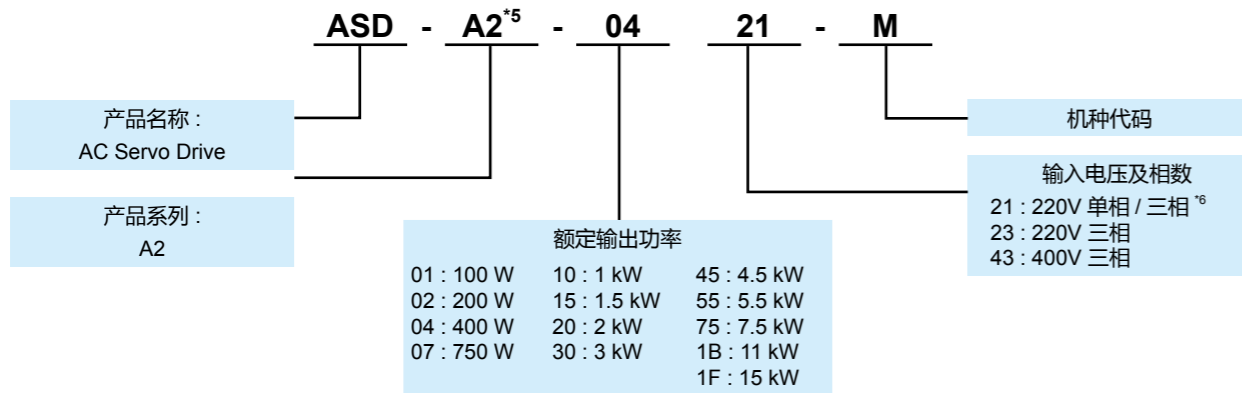 ASD - A2*5 - 04 21 - M
产品名称 :
AC Servo Drive
产品系列 :
A2
额定输出功率
01 : 100 W 10 : 1 kW 45 : 4.5 kW
02 : 200 W 15 : 1.5 kW 55 : 5.5 kW
04 : 400 W 20 : 2 kW 75 : 7.5 kW
07 : 750 W 30 : 3 kW 1B : 11 kW
1F : 15 kW
机种代码
输入电压及相数
21 : 220V 单相 / 三相 *6
23 : 220V 三相
43 : 400V 三相